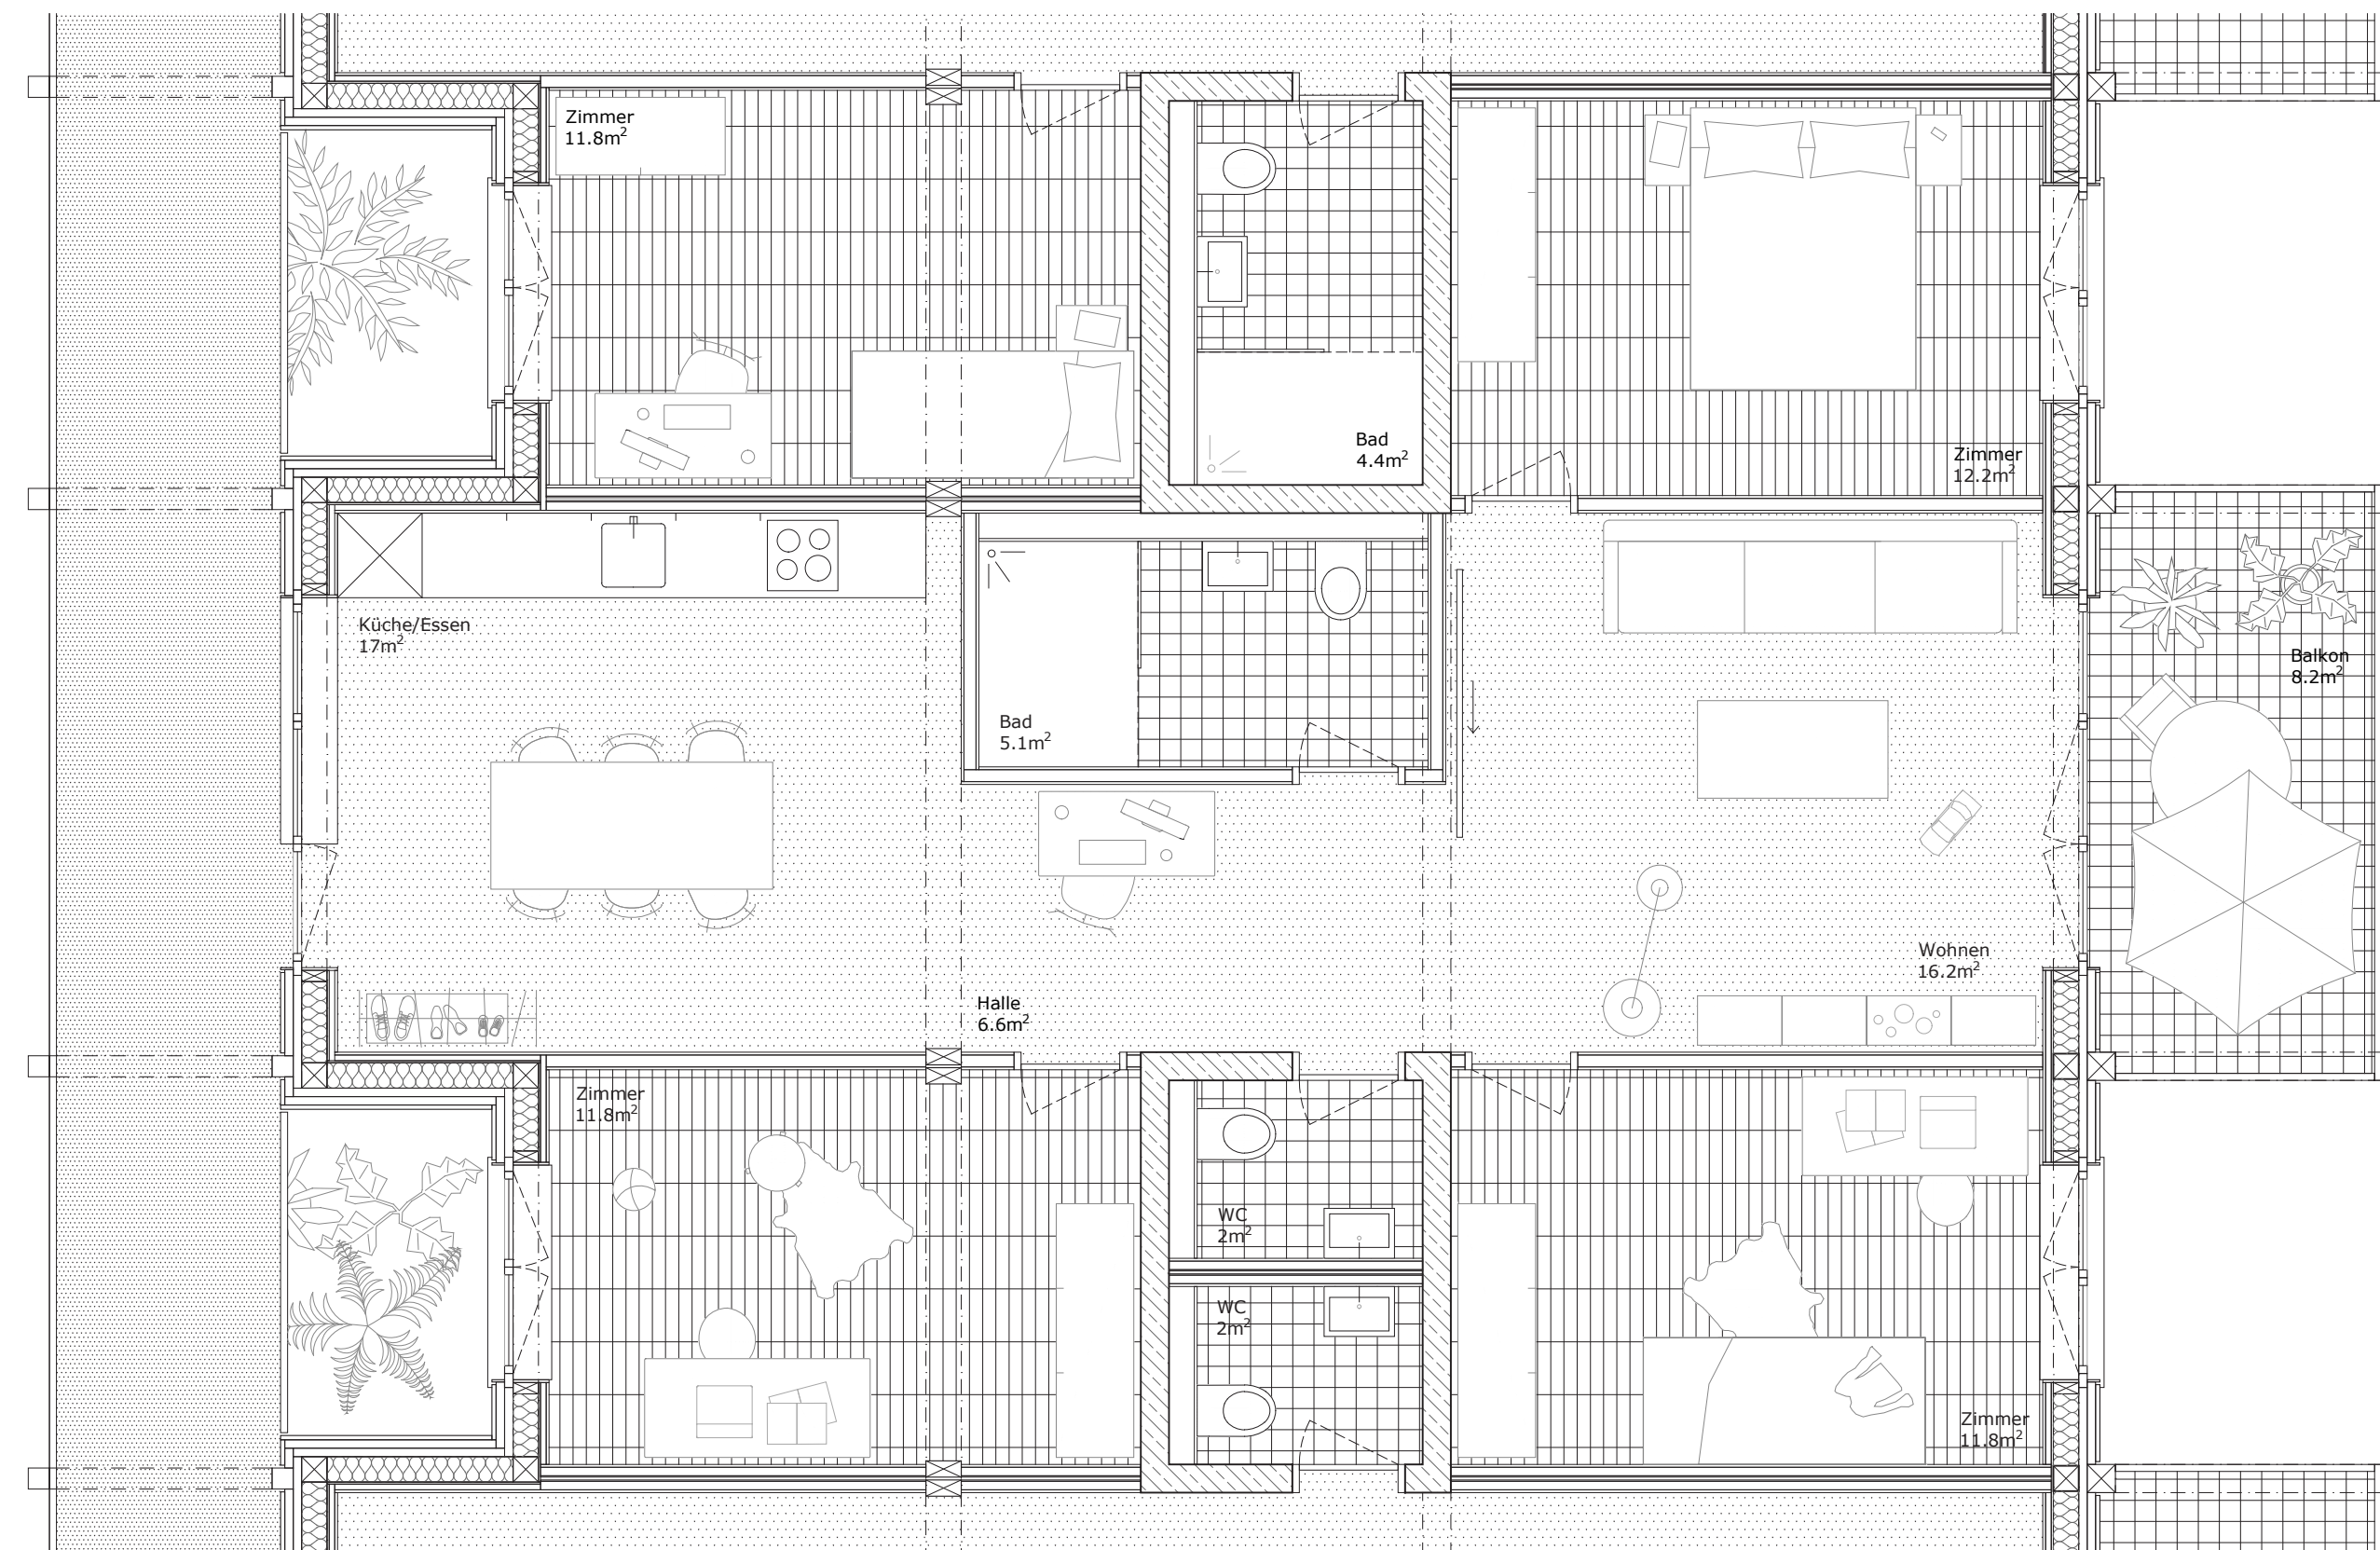 Zimmer
11.8m²
Bad
4.4m²
Zimmer
12.2m²
Küche/Essen
17m²
Bad
5.1m²
Balkon
8.2m²
Wohnen
16.2m²
Halle
6.6m²
Zimmer
11.8m²
WC
2m²
WC
2m²
Zimmer
11.8m²